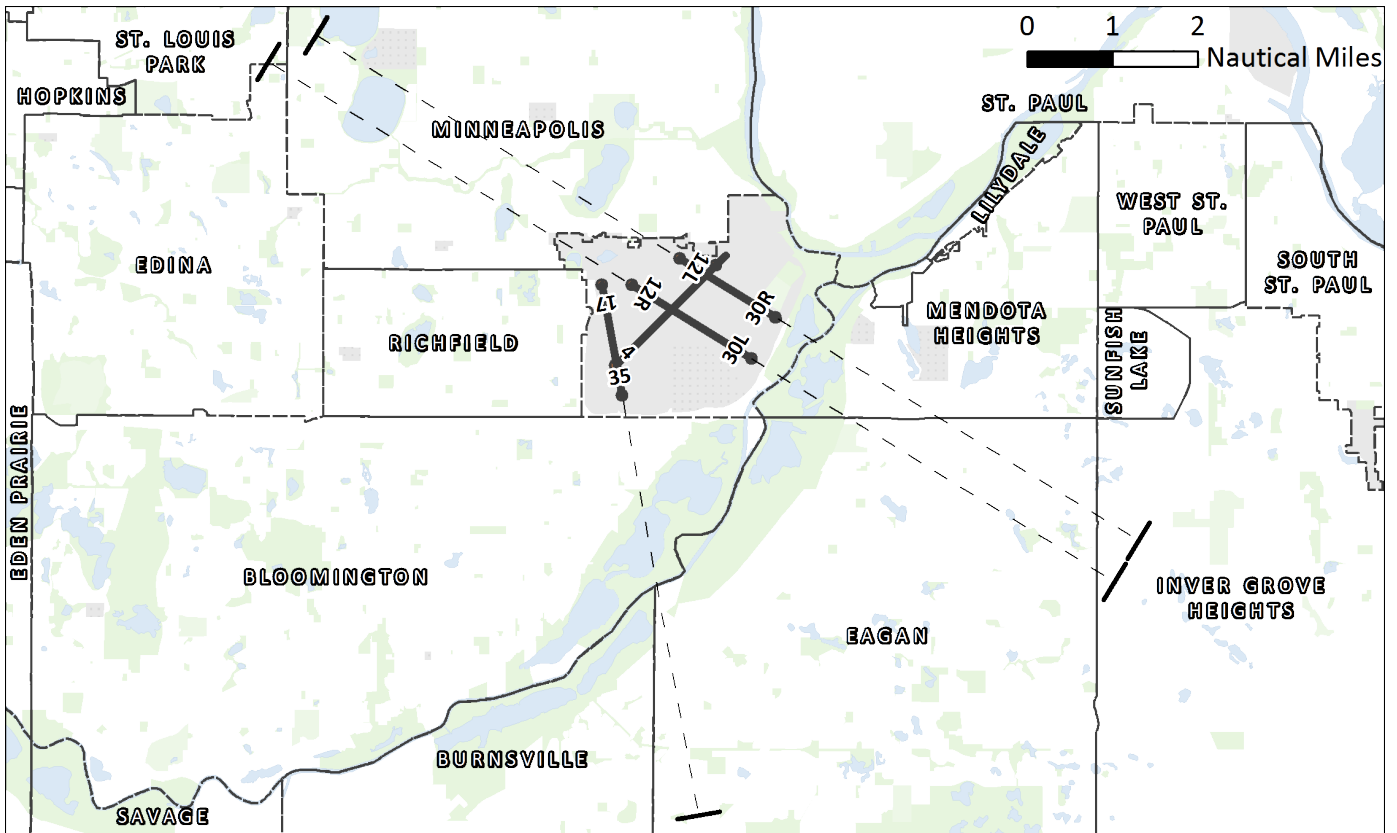 0 1 2
Nautical Miles
ST. LOUIS
PARK
HOPKINS
MINNEAPOLIS
ST. PAUL
LILYDALE
WEST ST.
PAUL
EDINA
SOUTH
ST. PAUL
12L
12R
17
30R
30L
4
35
RICHFIELD
MENDOTA
HEIGHTS
SUNFISH
LAKE
EDEN PRAIRIE
BLOOMINGTON
INVER GROVE
HEIGHTS
EAGAN
BURNSVILLE
SAVAGE